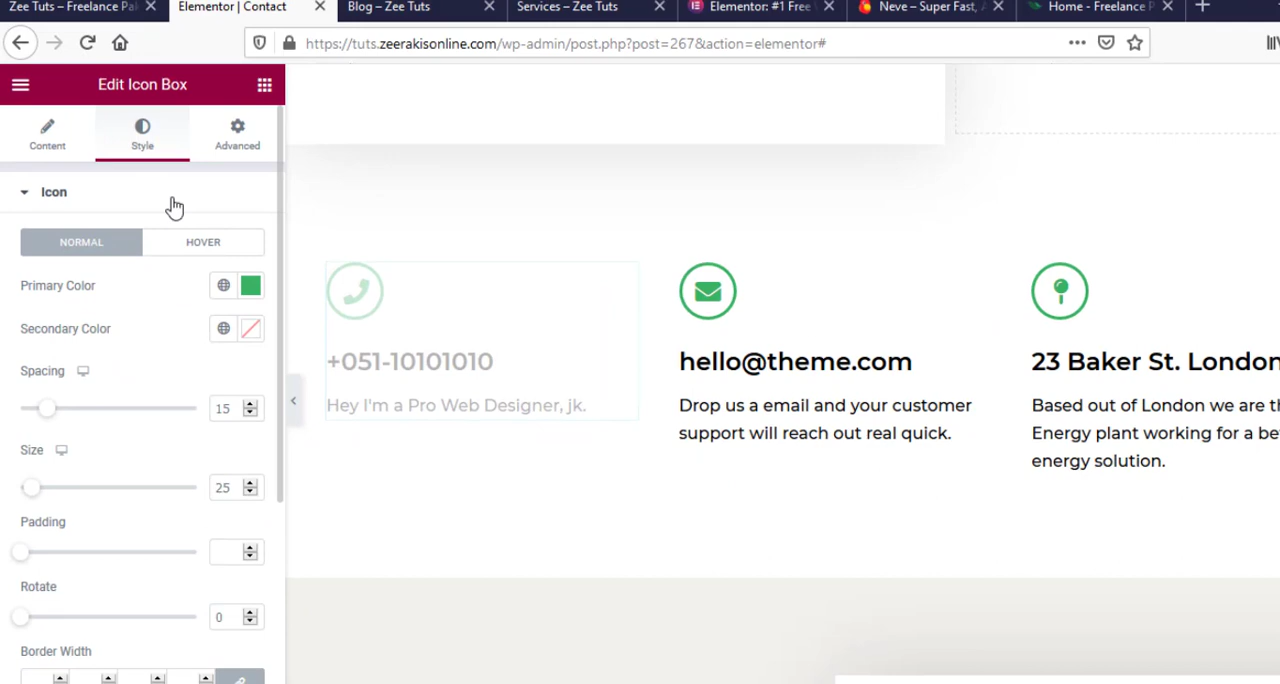 Zee Tuts – Freelance Pa
Elementor | Contact
Blog – Zee Tuts
Services – Zee Tuts
Elementor: #1 Free
Neve – Super Fast,
Home - Freelance P
https://tuts.zeerakisonline.com/wp-admin/post.php?post=267&action=elementor#
Edit Icon Box
Content
Style
Advanced
Icon
NORMAL
HOVER
Primary Color
Secondary Color
Spacing
15
Size
25
Padding
Rotate
0
Border Width
+051-10101010
Hey I'm a Pro Web Designer, jk.
hello@theme.com
Drop us a email and your customer
support will reach out real quick.
23 Baker St. London
Based out of London we are
Energy plant working for a
energy solution.